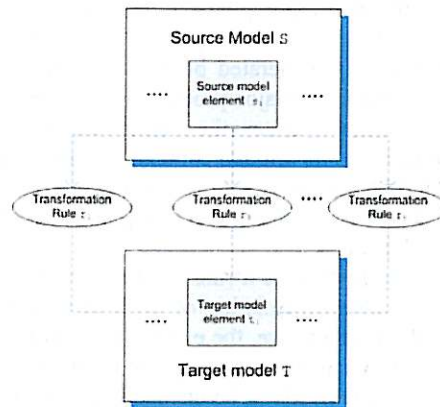 Source Model S
Source model
element s
....
....
Transformation
Rule r
Transformation
Rule r
....
Transformation
Rule r
Target model
element t
....
....
Target model T